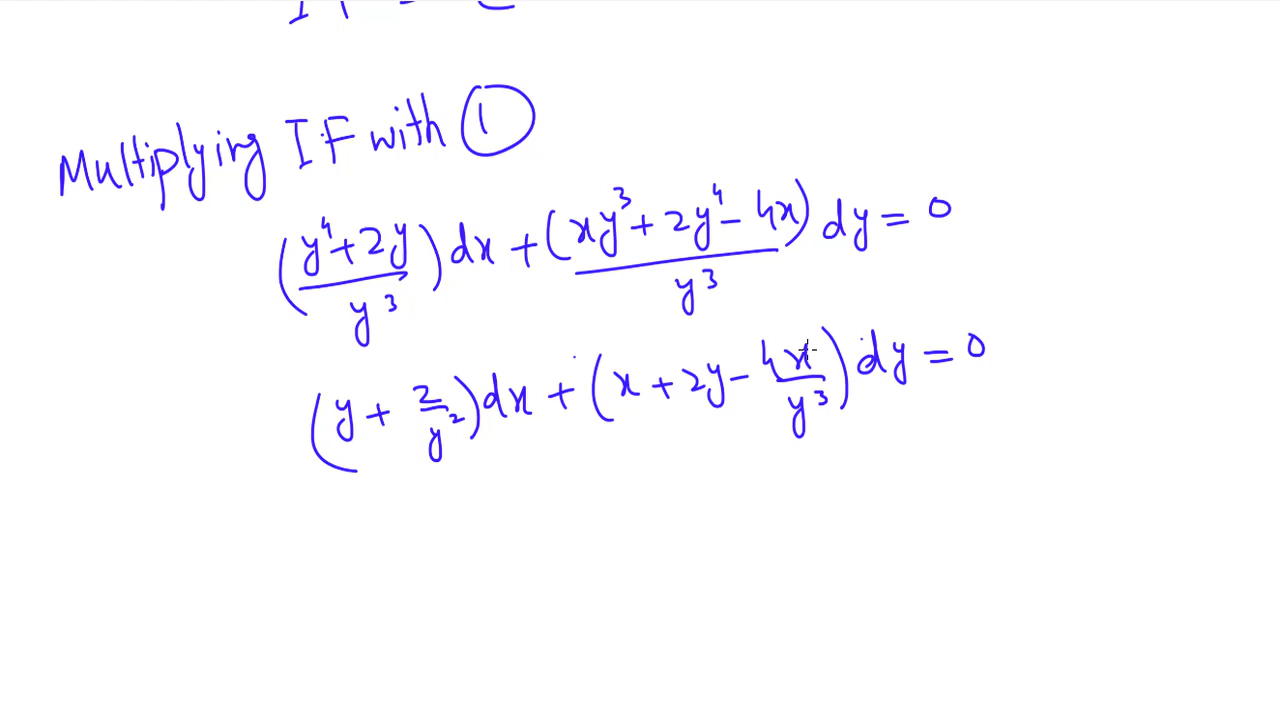 Multiplying IF with ①
(y⁴+2y / y³) dx + (xy³+2y⁴-4x) / y³ dy = 0
(y + 2/y²) dx + (x + 2y - 4x/y³) dy = 0